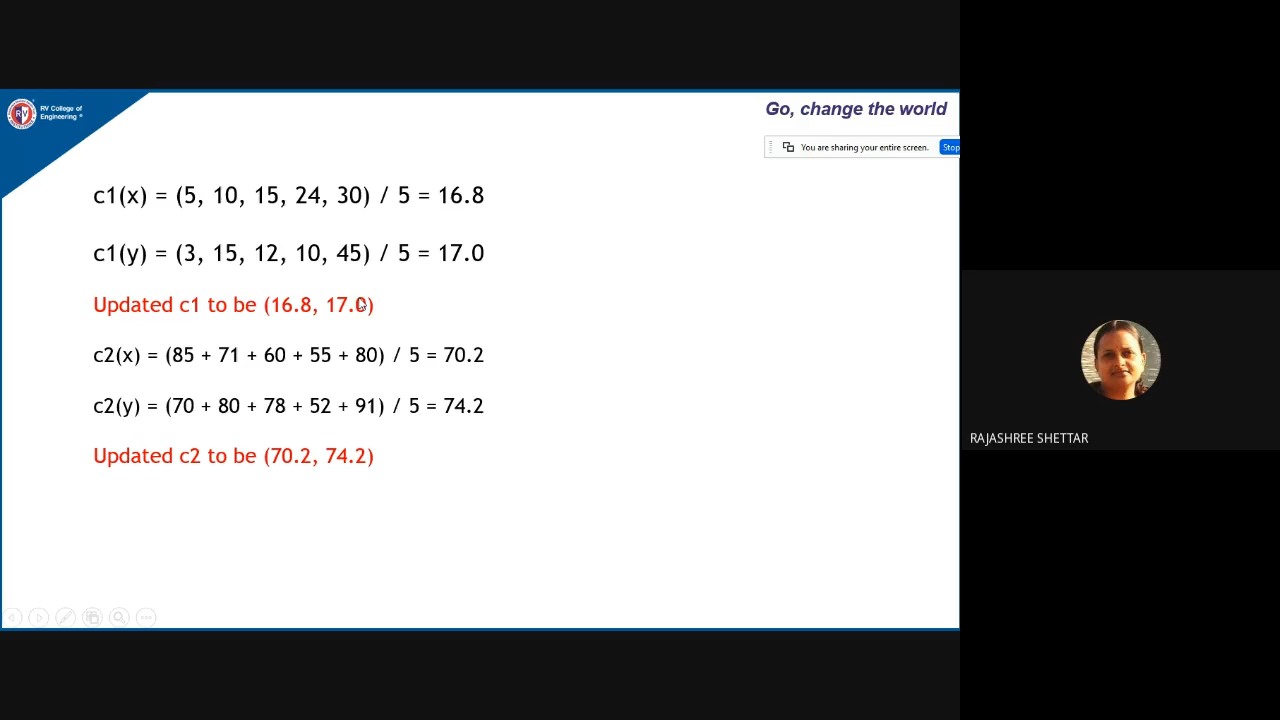 RV College of
Engineering
Go, change the world
You are sharing your entire screen.
Stop
c1(x) = (5, 10, 15, 24, 30) / 5 = 16.8
c1(y) = (3, 15, 12, 10, 45) / 5 = 17.0
Updated c1 to be (16.8, 17.0)
c2(x) = (85 + 71 + 60 + 55 + 80) / 5 = 70.2
c2(y) = (70 + 80 + 78 + 52 + 91) / 5 = 74.2
Updated c2 to be (70.2, 74.2)
RAJASHREE SHETTAR